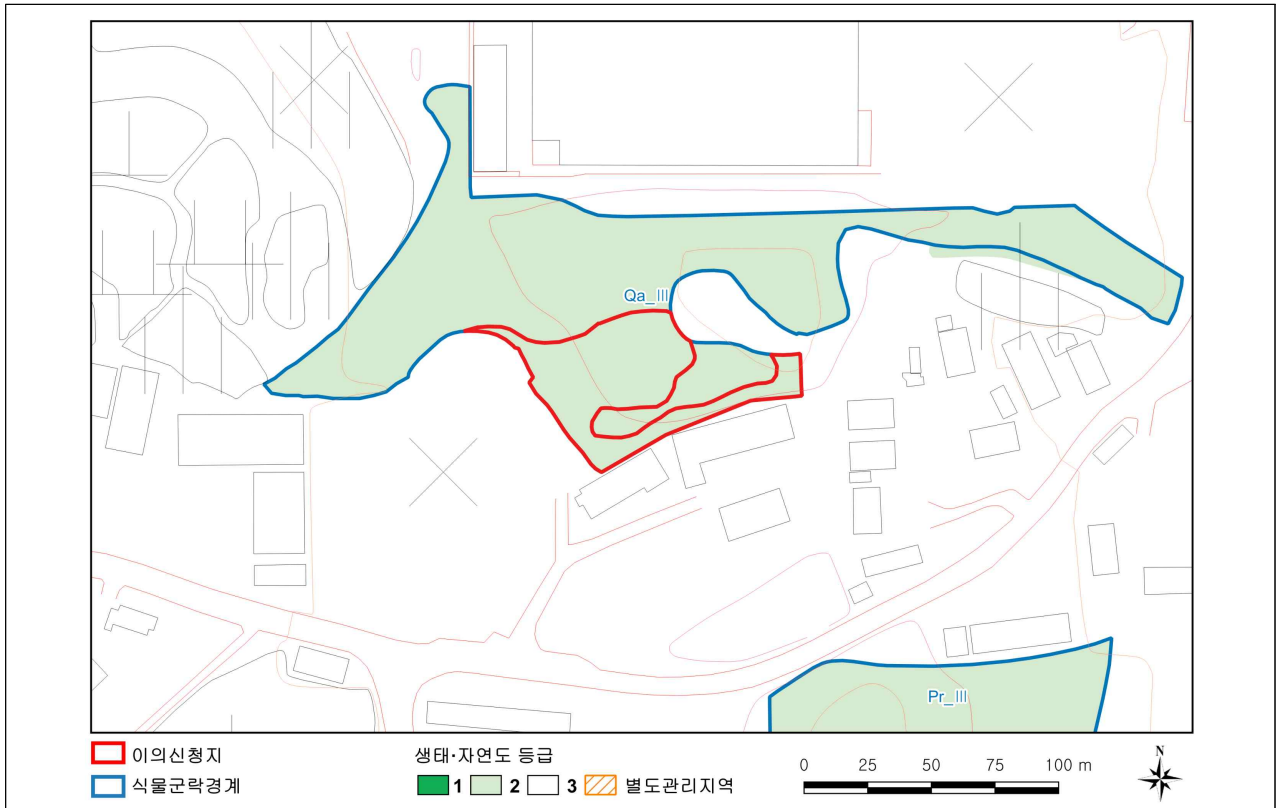 Qa_III
Pr_III
이의신청지
식물군락경계
생태·자연도 등급
1 2 3 별도관리지역
0 25 50 75 100 m
N